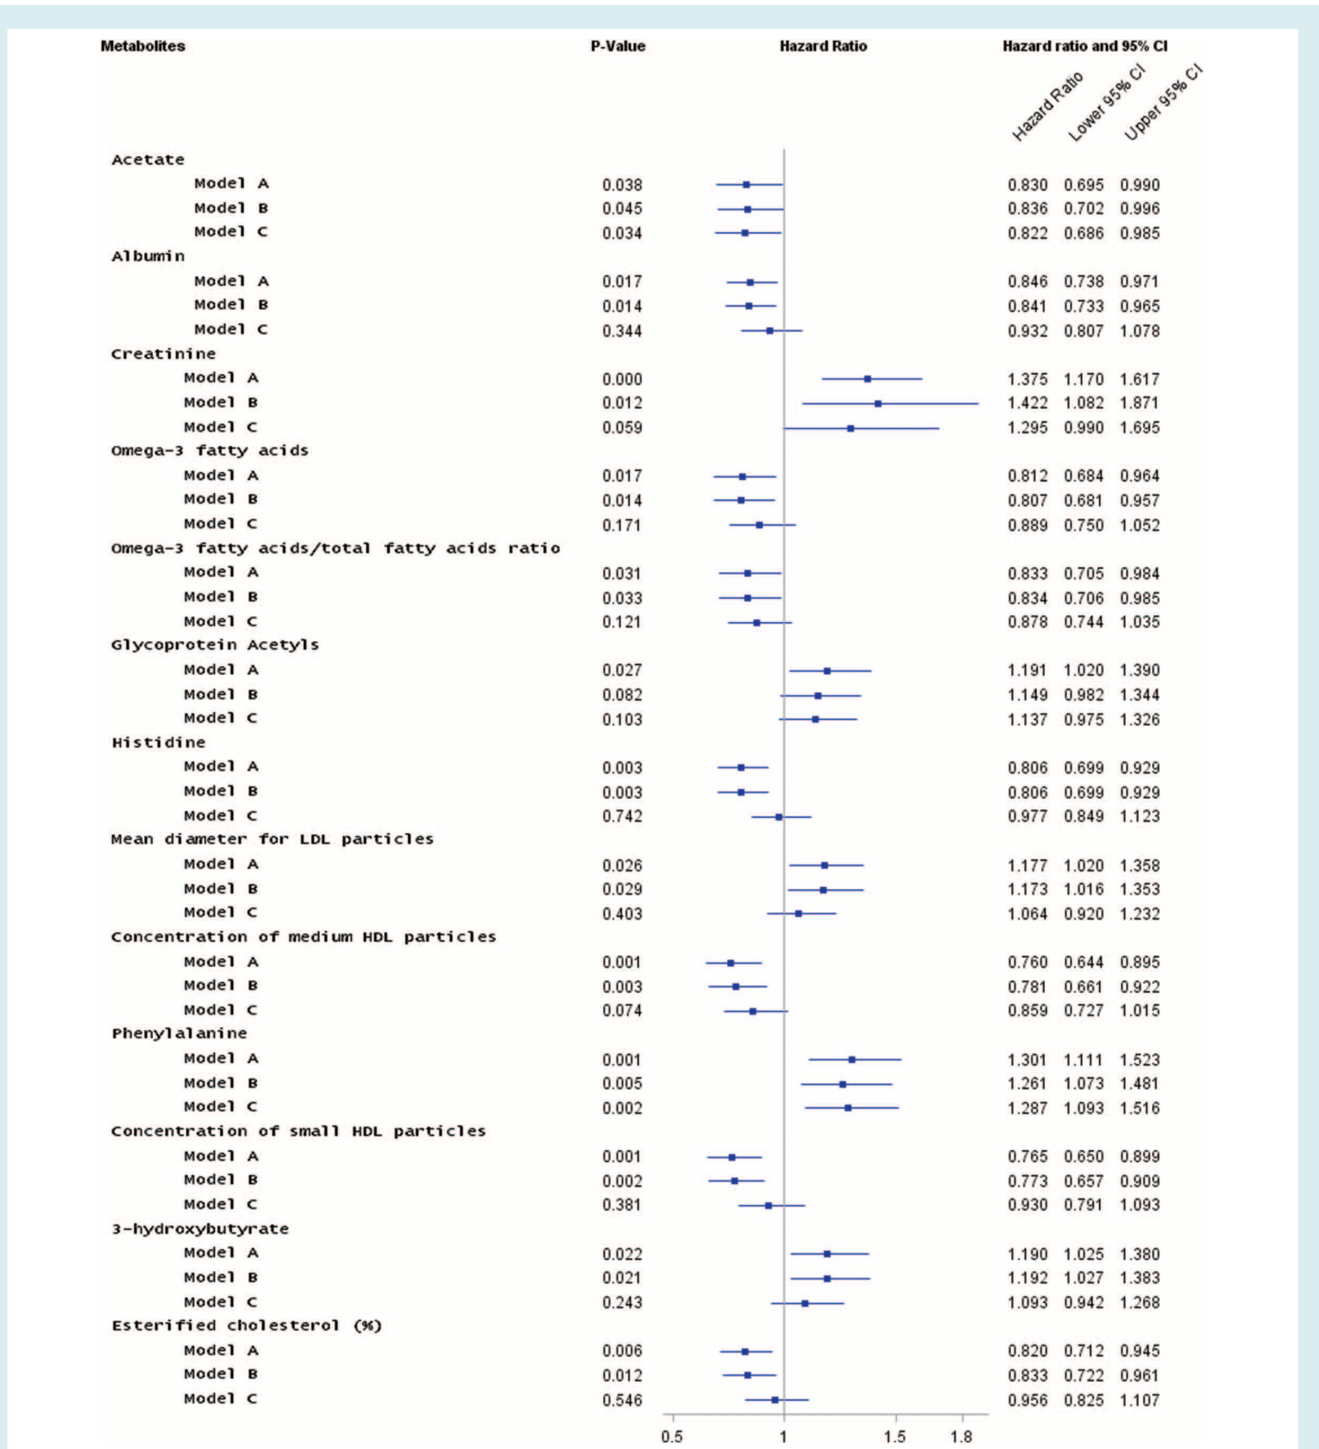 Metabolites P-Value Hazard Ratio Hazard ratio and 95% CI
Hazard Ratio Lower 95% CI Upper 95% CI
Acetate
Model A 0.038 0.830 0.695 0.990
Model B 0.045 0.836 0.702 0.996
Model C 0.034 0.822 0.686 0.985
Albumin
Model A 0.017 0.846 0.738 0.971
Model B 0.014 0.841 0.733 0.965
Model C 0.344 0.932 0.807 1.078
Creatinine
Model A 0.000 1.375 1.170 1.617
Model B 0.012 1.422 1.082 1.871
Model C 0.059 1.295 0.990 1.695
Omega-3 fatty acids
Model A 0.017 0.812 0.684 0.964
Model B 0.014 0.807 0.681 0.957
Model C 0.171 0.889 0.750 1.052
Omega-3 fatty acids/total fatty acids ratio
Model A 0.031 0.833 0.705 0.984
Model B 0.033 0.834 0.706 0.985
Model C 0.121 0.878 0.744 1.035
Glycoprotein Acetyls
Model A 0.027 1.191 1.020 1.390
Model B 0.082 1.149 0.982 1.344
Model C 0.103 1.137 0.975 1.326
Histidine
Model A 0.003 0.806 0.699 0.929
Model B 0.003 0.806 0.699 0.929
Model C 0.742 0.977 0.849 1.123
Mean diameter for LDL particles
Model A 0.026 1.177 1.020 1.358
Model B 0.029 1.173 1.016 1.353
Model C 0.403 1.064 0.920 1.232
Concentration of medium HDL particles
Model A 0.001 0.760 0.644 0.895
Model B 0.003 0.781 0.661 0.922
Model C 0.074 0.859 0.727 1.015
Phenylalanine
Model A 0.001 1.301 1.111 1.523
Model B 0.005 1.261 1.073 1.481
Model C 0.002 1.287 1.093 1.516
Concentration of small HDL particles
Model A 0.001 0.765 0.650 0.899
Model B 0.002 0.773 0.657 0.909
Model C 0.381 0.930 0.791 1.093
3-hydroxybutyrate
Model A 0.022 1.190 1.025 1.380
Model B 0.021 1.192 1.027 1.383
Model C 0.243 1.093 0.942 1.268
Esterified cholesterol (%)
Model A 0.006 0.820 0.712 0.945
Model B 0.012 0.833 0.722 0.961
Model C 0.546 0.956 0.825 1.107
0.5 1 1.5 1.8